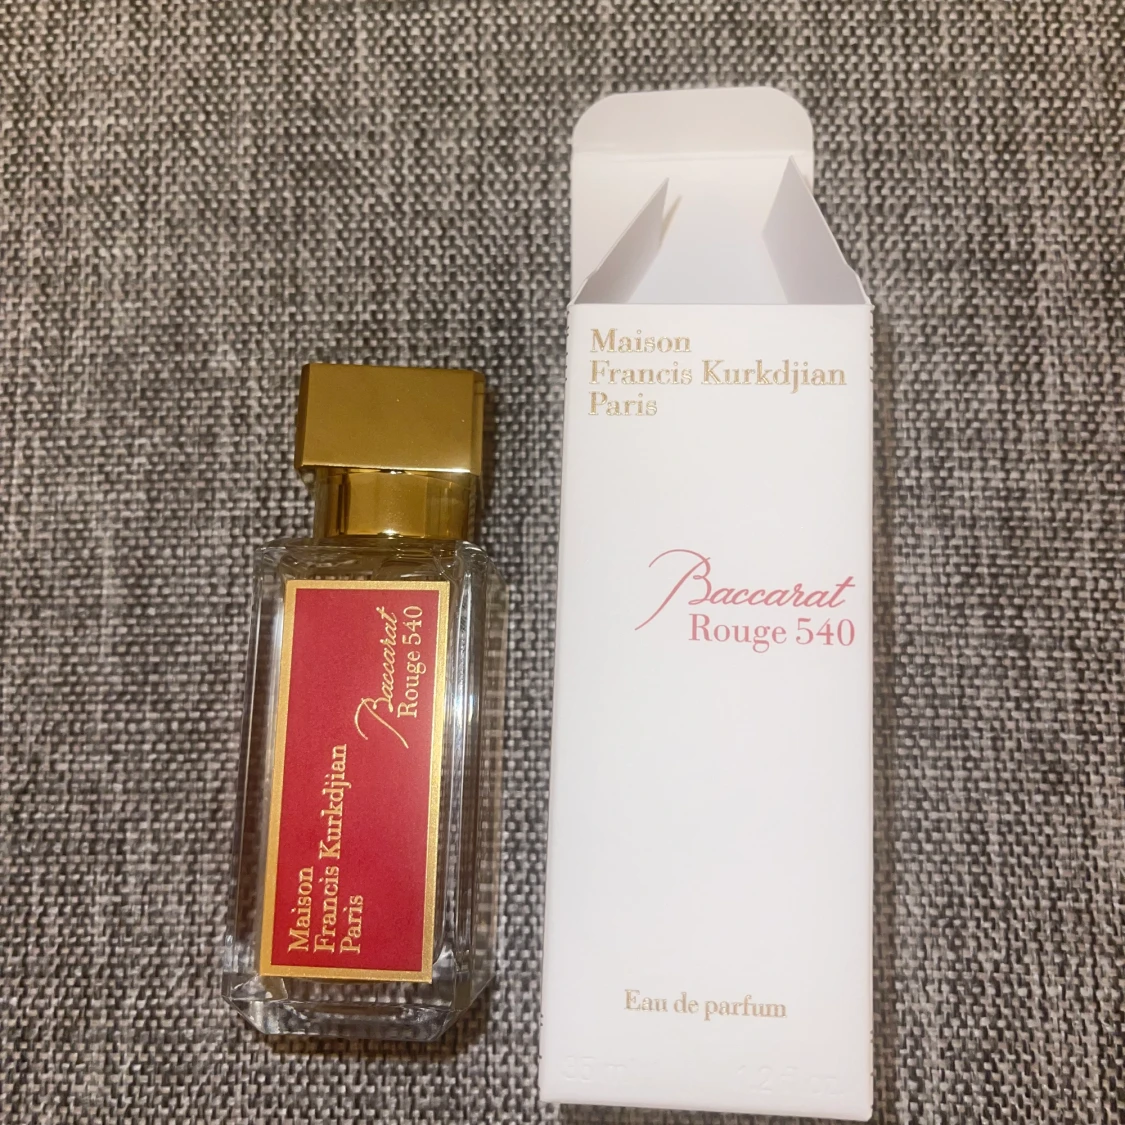 Maison
Francis Kurkdjian
Paris
Baccarat
Rouge 540
Maison
Francis Kurkdjian
Paris
Baccarat
Rouge 540
Eau de parfum